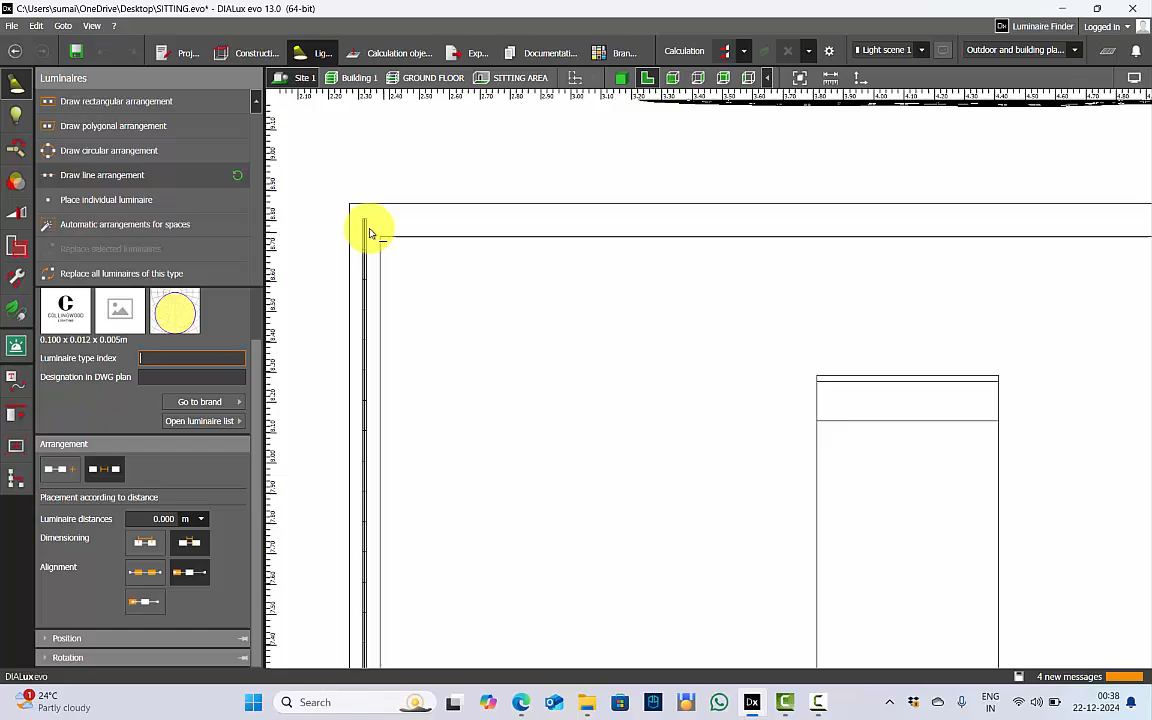 C:\Users\sumai\OneDrive\Desktop\SITTING.evo* - DIALux evo 13.0 (64-bit)
File Edit Goto View ?
Luminaire Finder Logged in
Proj... Constructi... Lig... Calculation obje... Exp... Documentati... Bran... Calculation Light scene 1 Outdoor and building pla...
Luminaires
Site 1 Building 1 GROUND FLOOR SITTING AREA
Draw rectangular arrangement
Draw polygonal arrangement
Draw circular arrangement
Draw line arrangement
Place individual luminaire
Automatic arrangements for spaces
Replace selected luminaires
Replace all luminaires of this type
C
COLLINGWOOD
LIGHTING
0.100 x 0.012 x 0.005m
Luminaire type index
Designation in DWG plan
Go to brand
Open luminaire list
Arrangement
Placement according to distance
Luminaire distances 0.000 m
Dimensioning
Alignment
Position
Rotation
DIALux evo
4 new messages
24°C
Partly cloudy
Search
ENG
IN
00:38
22-12-2024